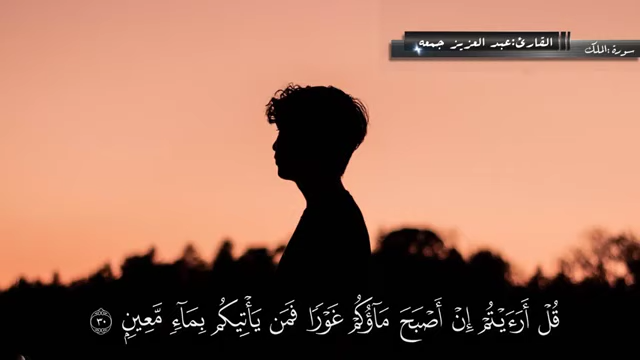 القارئ:عبد العزيز جمعه
سورة:الملك
قُلْ أَرَءَيْتُمْ إِنْ أَصْبَحَ مَآؤُكُمْ غَوْرًا فَمَن يَأْتِيكُم بِمَآءٍ مَّعِينٍۭ ٣٠